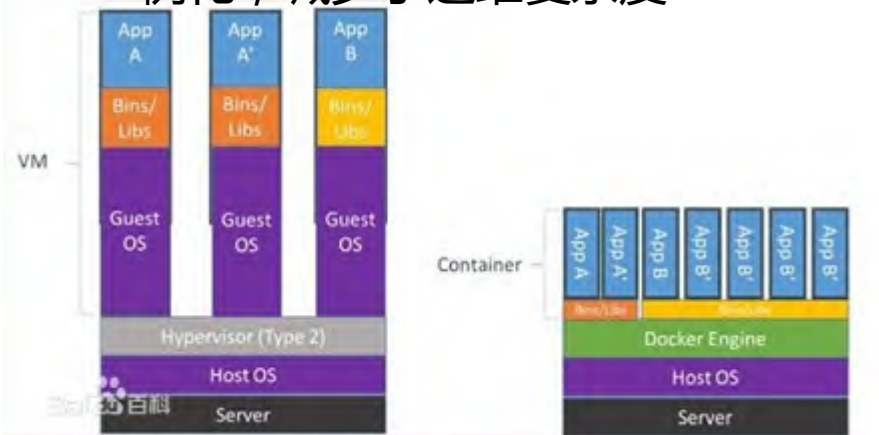 App
A
App
A'
App
B
Bins/
Libs
Bins/
Libs
Bins/
Libs
VM
Guest
OS
Guest
OS
Guest
OS
Hypervisor (Type 2)
Host OS
Server
百科
Container
App A
App A'
App B
App B'
App B'
App B'
App B'
Bins/Libs
Bins/Libs
Docker Engine
Host OS
Server